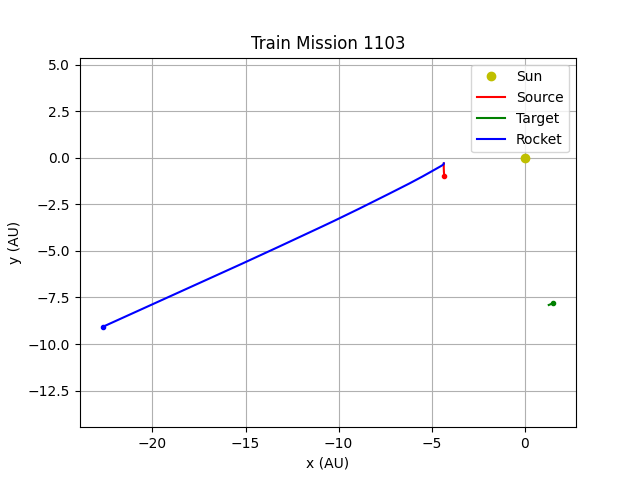 Train Mission 1103
Sun
Source
Target
Rocket
y (AU)
5.0
2.5
0.0
−2.5
−5.0
−7.5
−10.0
−12.5
−20
−15
−10
−5
0
x (AU)